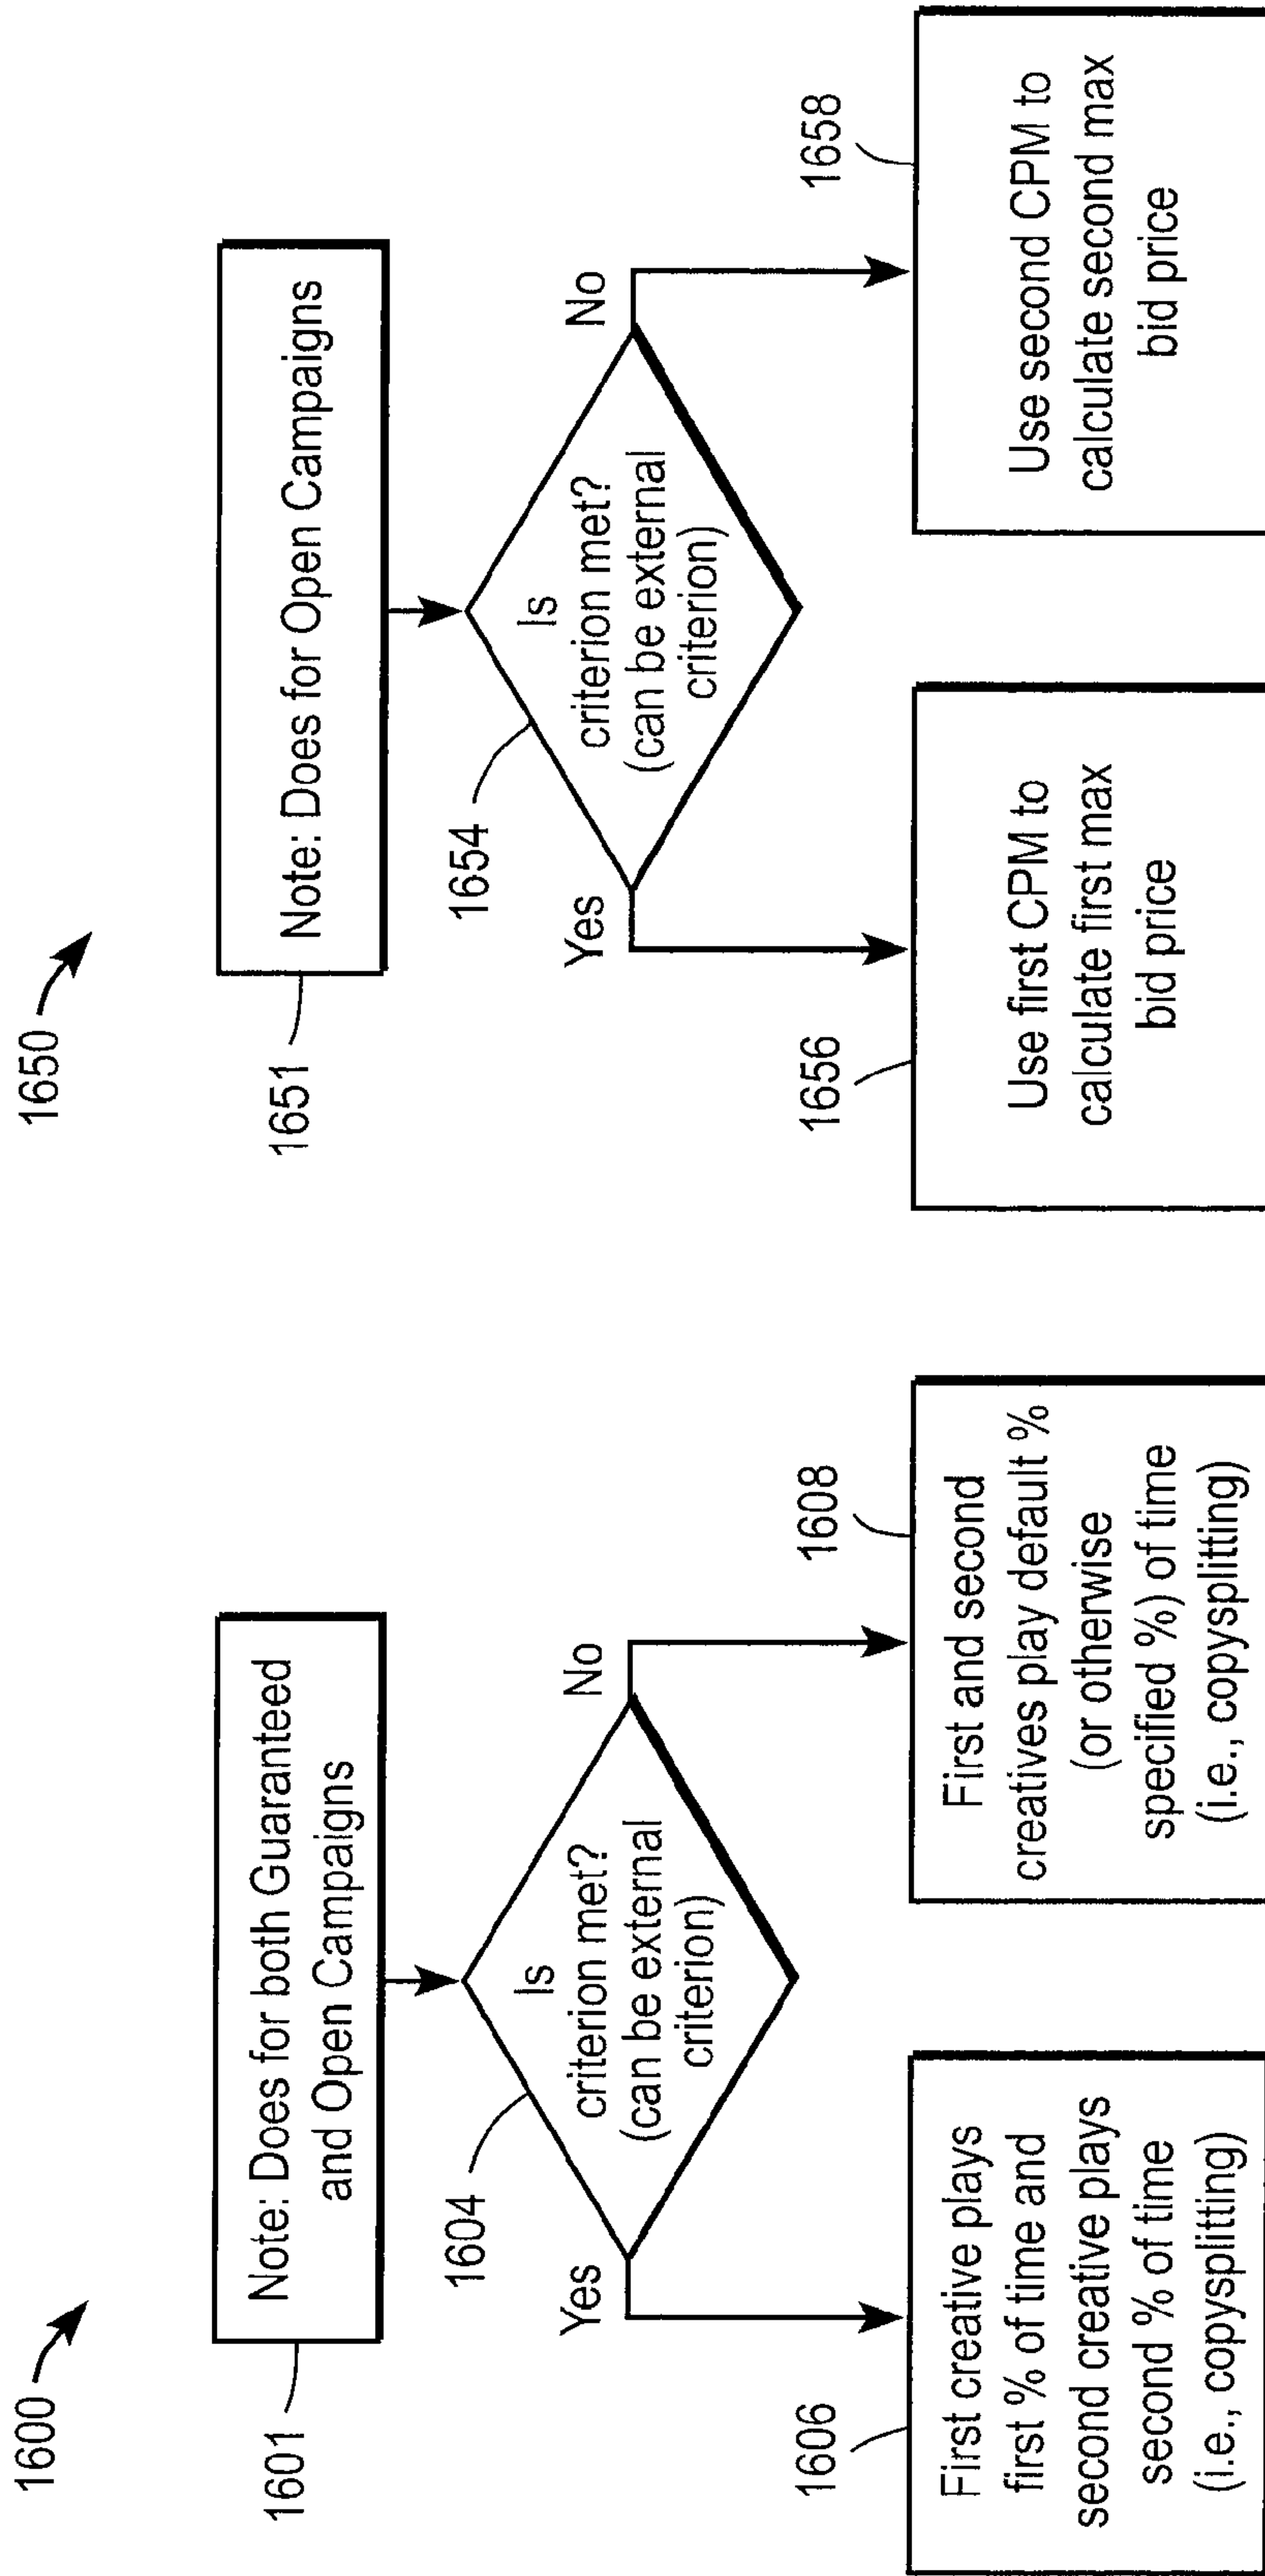 1600
1601
Note: Does for both Guaranteed
and Open Campaigns
1604
Is
criterion met?
(can be external
criterion)
Yes
No
1606
First creative plays
first % of time and
second creative plays
second % of time
(i.e., copysplitting)
1608
First and second
creatives play default %
(or otherwise
specified %) of time
(i.e., copysplitting)
1650
1651
Note: Does for Open Campaigns
1654
Is
criterion met?
(can be external
criterion)
Yes
No
1656
Use first CPM to
calculate first max
bid price
1658
Use second CPM to
calculate second max
bid price